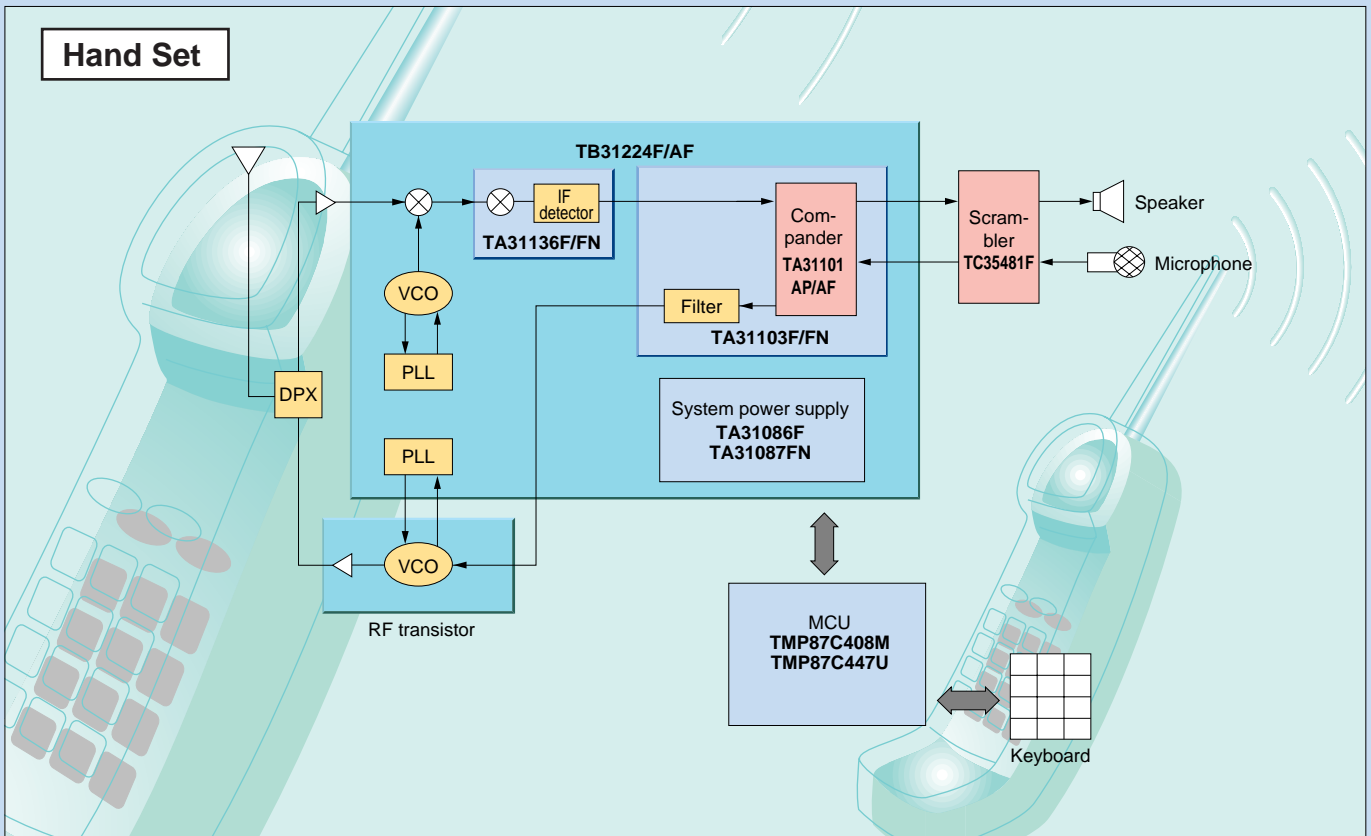 Hand Set
TB31224F/AF
IF
detector
TA31136F/FN
Com-
pander
TA31101
AP/AF
Scram-
bler
TC35481F
Speaker
Microphone
VCO
Filter
TA31103F/FN
PLL
DPX
System power supply
TA31086F
TA31087FN
PLL
VCO
RF transistor
MCU
TMP87C408M
TMP87C447U
Keyboard